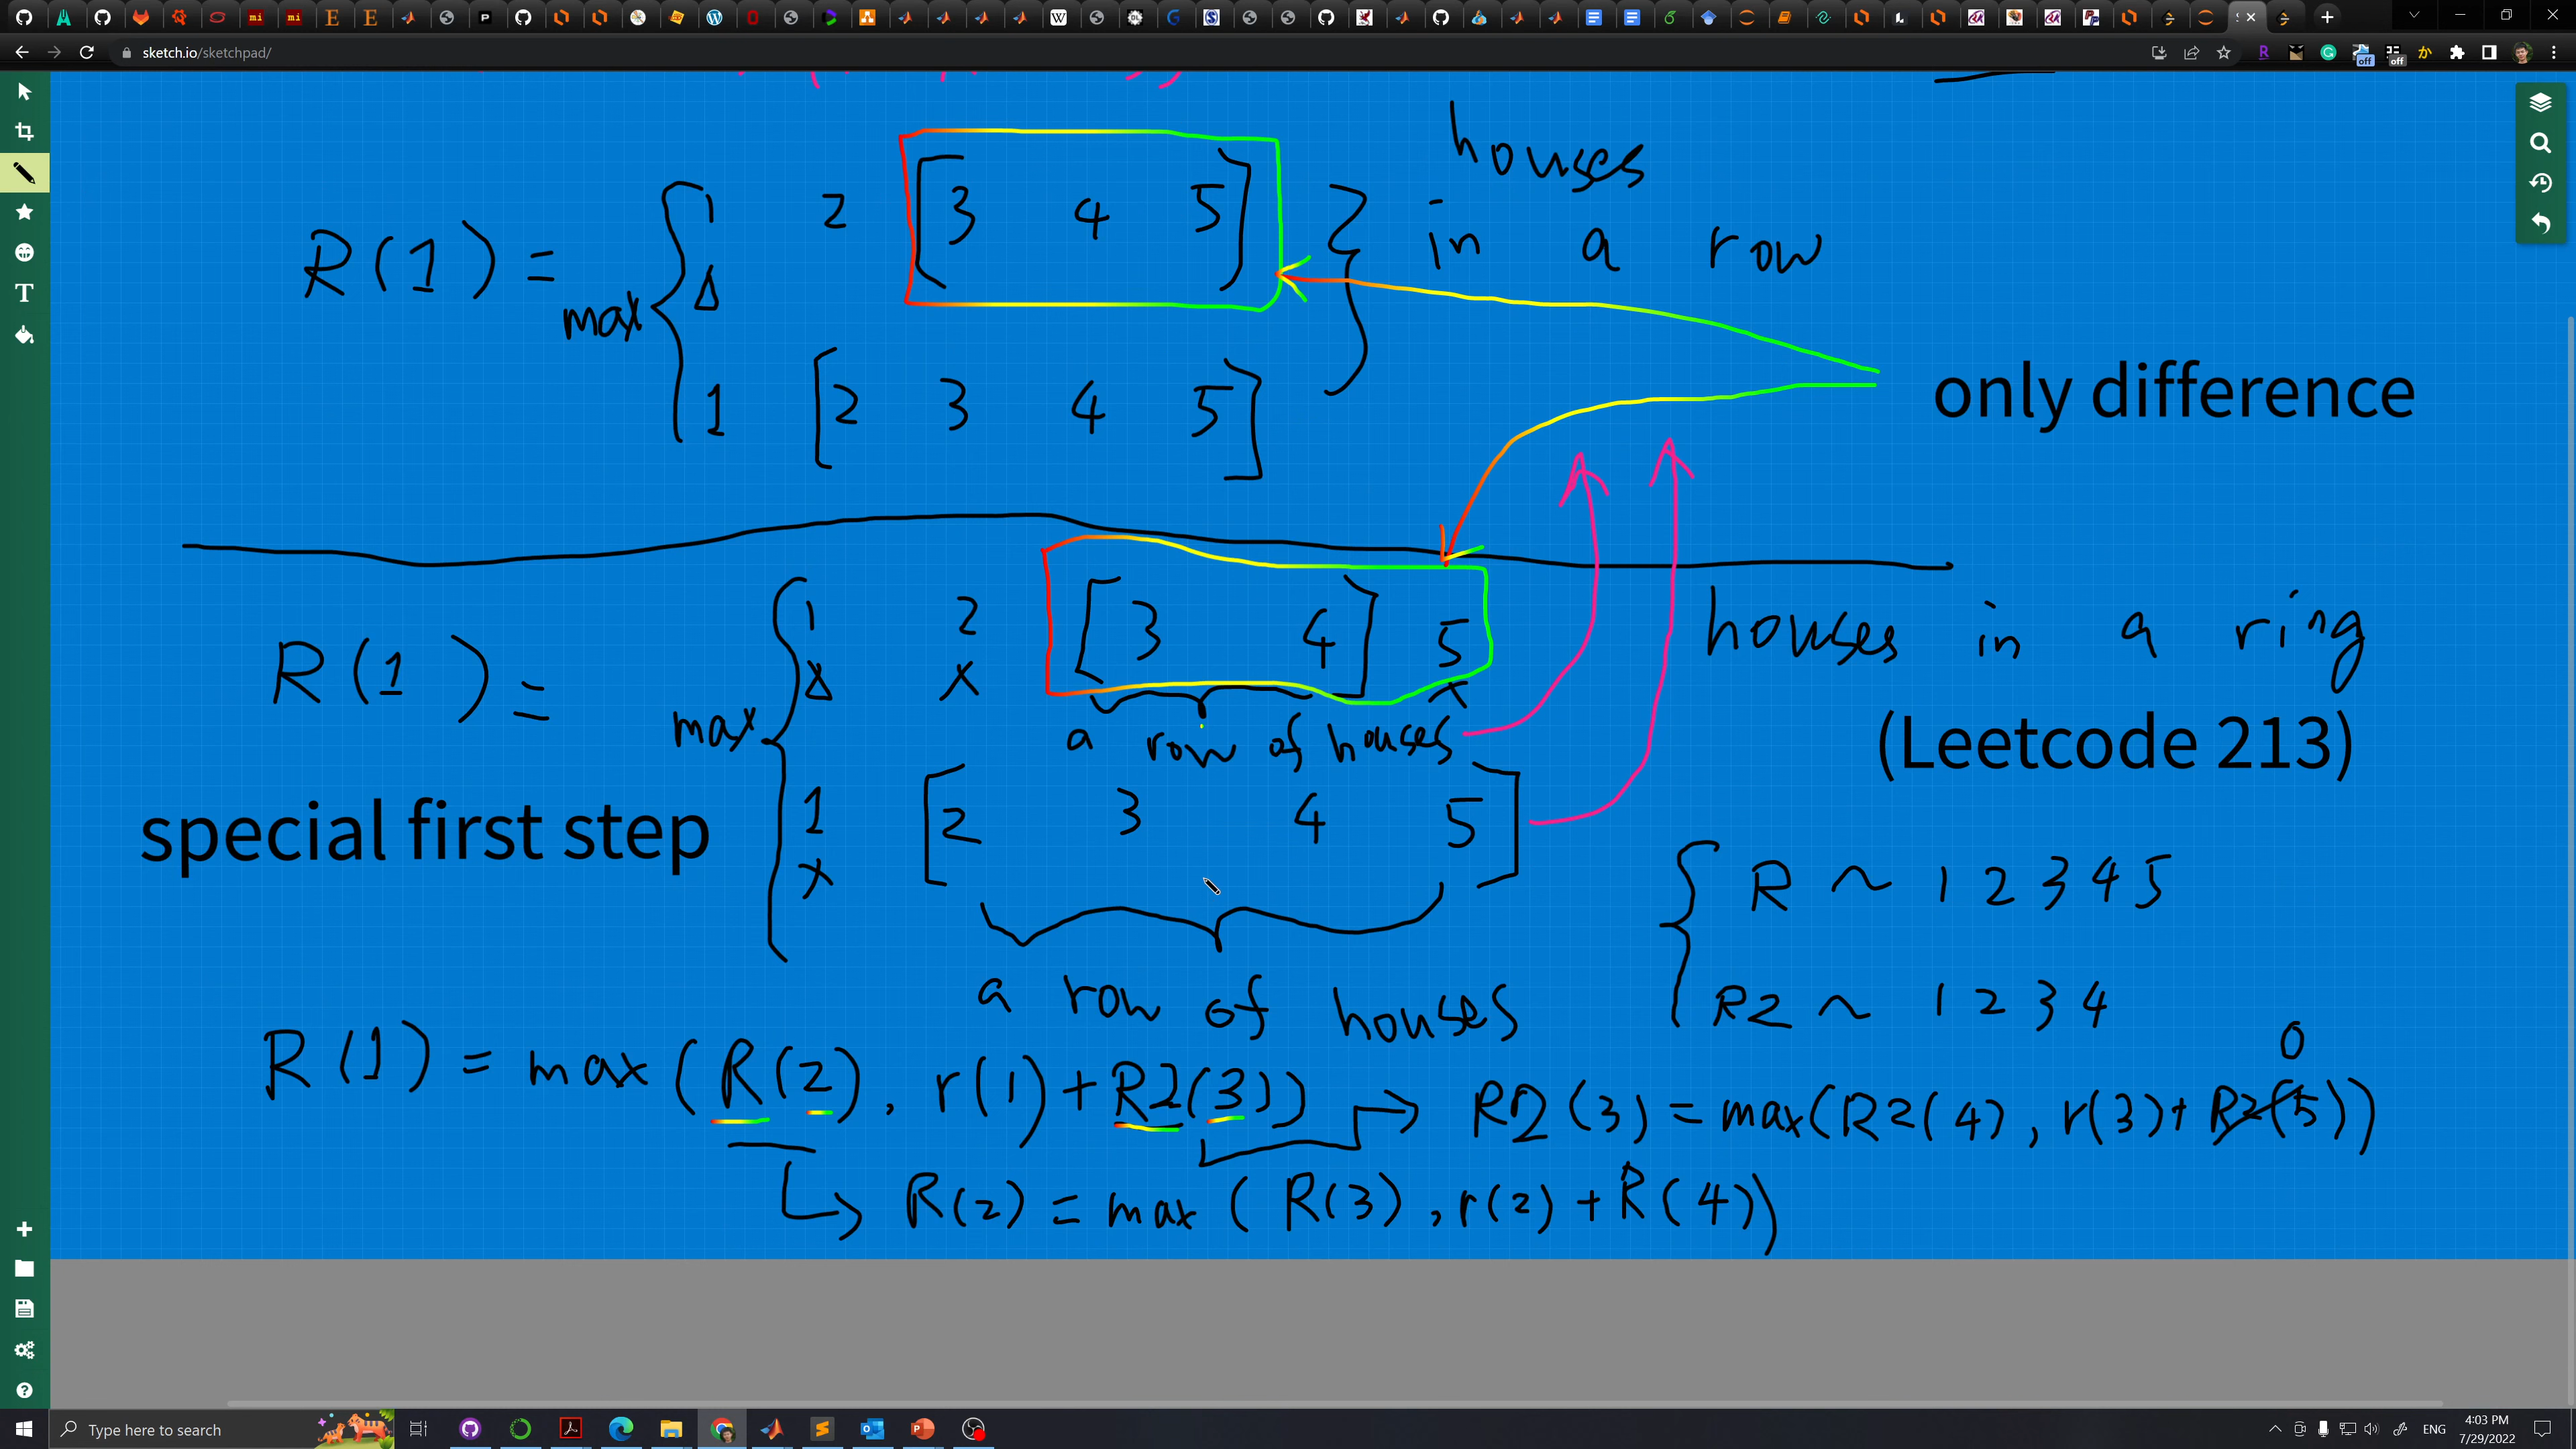 sketch.io/sketchpad/
houses
in a row
R(1) = max
1 2 [3 4 5]
Δ
1 [2 3 4 5]
only difference
houses in a ring
(Leetcode 213)
R(1) = max
1 2 [3 4] 5
x x
a row of houses
1 [2 3 4 5]
x
special first step
a row of houses
R ~ 1 2 3 4 5
R2 ~ 1 2 3 4
0
R(1) = max(R(2), r(1)+R2(3))
R2(3) = max(R2(4), r(3)+R2(5))
R(2) = max(R(3), r(2)+R(4))
Type here to search
ENG
4:03 PM
7/29/2022